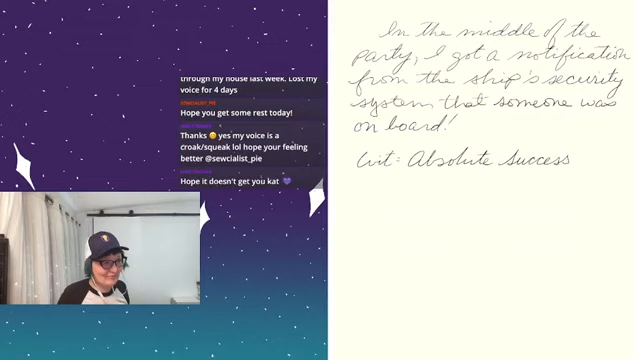 through my house last week. Lost my
voice for 4 days
SEWCIALIST_PIE
Hope you get some rest today!
Thanks 😄 yes my voice is a
croak/squeak lol hope your feeling
better @sewcialist_pie
Hope it doesn't get you kat 💜
In the middle of the
party, I got a notification
from the ship's security
system that someone was
on board!
Wit: Absolute Success